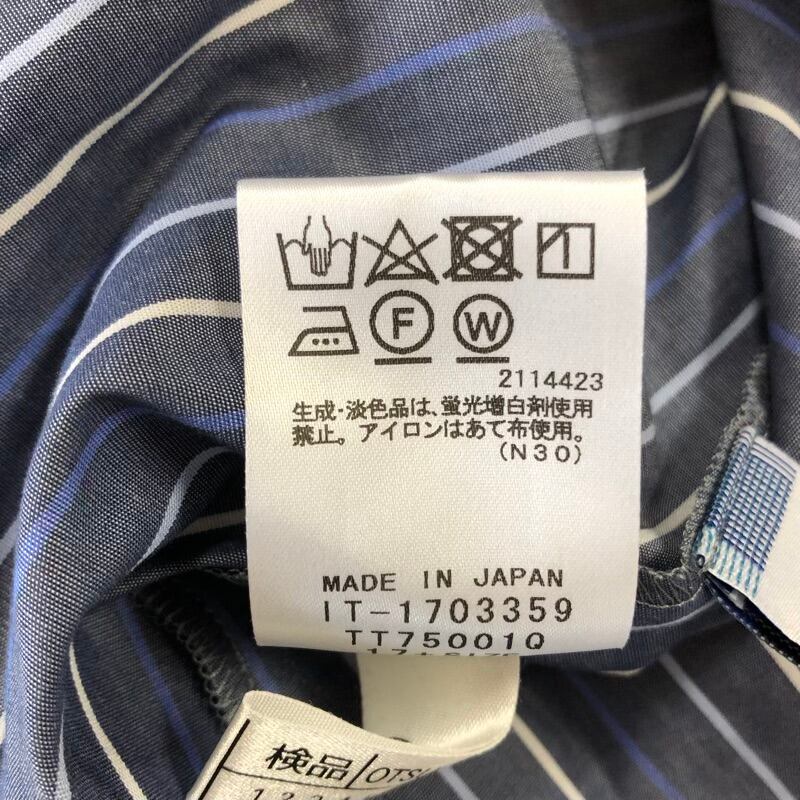 F W
2114423
生成・淡色品は、蛍光増白剤使用
禁止。アイロンはあて布使用。
(N30)
MADE IN JAPAN
IT-1703359
TT75001Q
検品